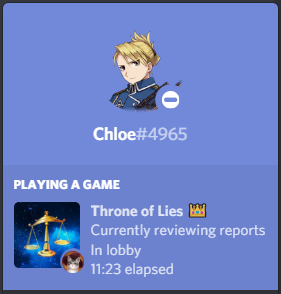 Chloe#4965
PLAYING A GAME
Throne of Lies 👑
Currently reviewing reports
In lobby
11:23 elapsed